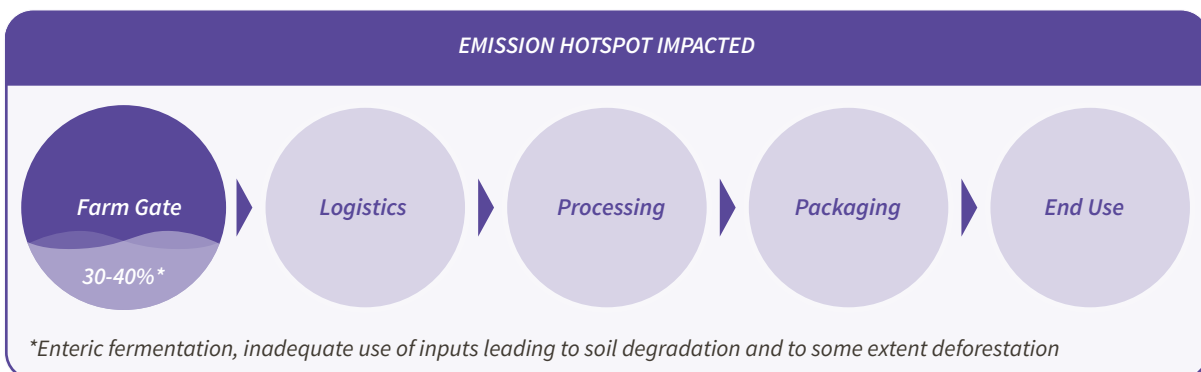 EMISSION HOTSPOT IMPACTED
Farm Gate
30-40%*
Logistics
Processing
Packaging
End Use
*Enteric fermentation, inadequate use of inputs leading to soil degradation and to some extent deforestation